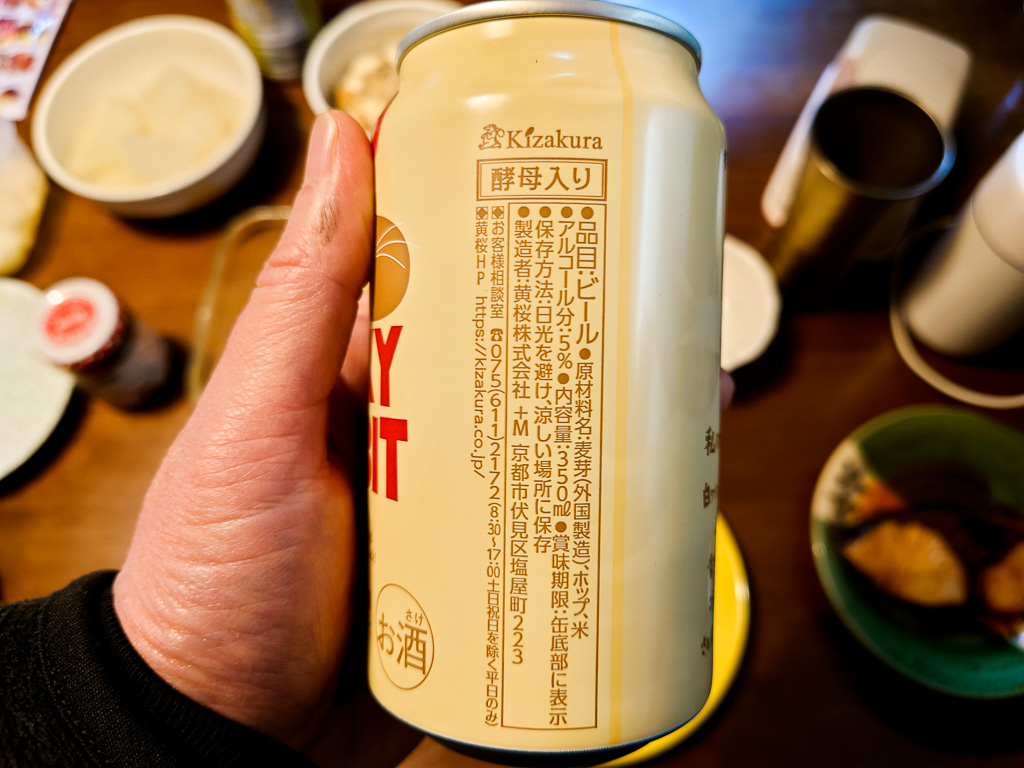 Kizakura
酵母入り
●品目:ビール●原材料名:麦芽(外国製造)、ホップ、米
●アルコール分:5%●内容量:350㎖●賞味期限:缶底部に表示
●保存方法:日光を避け、涼しい場所に保存
●製造者:黄桜株式会社 +M 京都市伏見区塩屋町223
◆お客様相談室 ☎075(611)2172(8:30〜17:00土日祝日を除く平日のみ)
◆黄桜HP https://kizakura.co.jp/
さけ
お酒